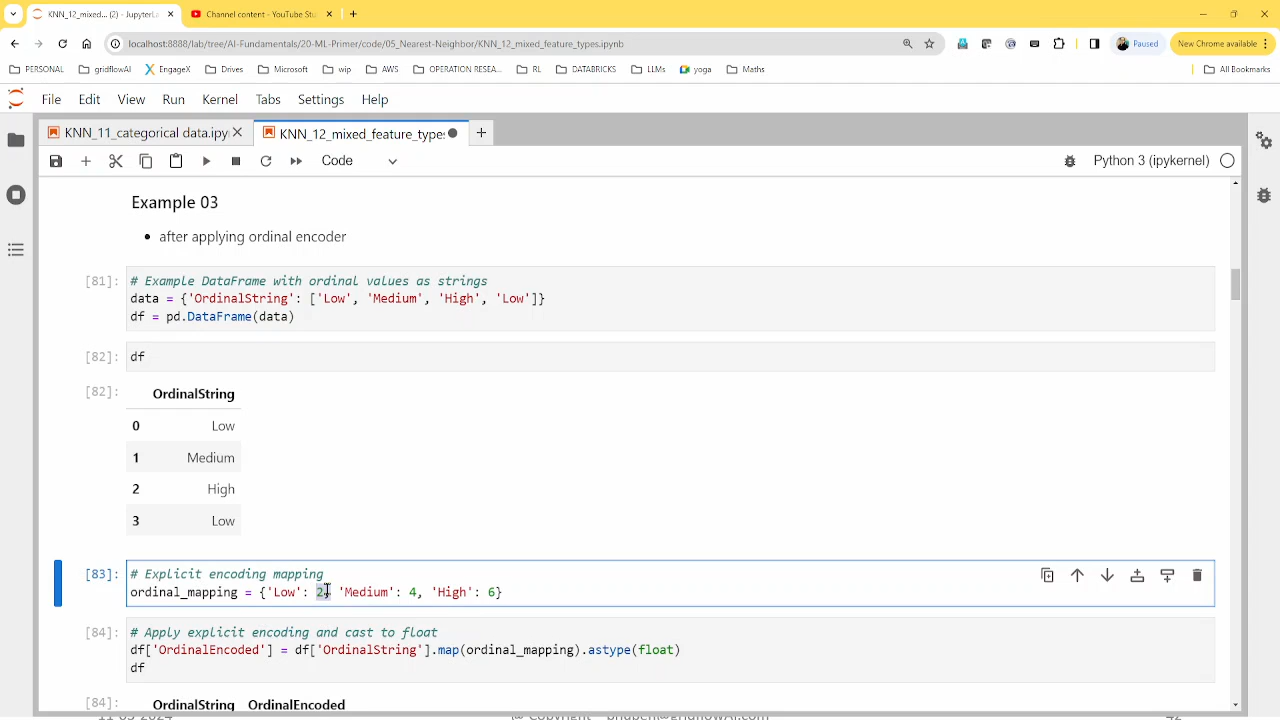 KNN_12_mixed... (2) - JupyterLa
Channel content - YouTube Stu
localhost:8888/lab/tree/AI-Fundamentals/20-ML-Primer/code/05_Nearest-Neighbor/KNN_12_mixed_feature_types.ipynb
Paused
New Chrome available
PERSONAL
gridflowAI
EngageX
Drives
Microsoft
wip
AWS
OPERATION RESEA...
RL
DATABRICKS
LLMs
yoga
Maths
All Bookmarks
File Edit View Run Kernel Tabs Settings Help
KNN_11_categorical data.ipy
KNN_12_mixed_feature_types
Code
Python 3 (ipykernel)
Example 03
• after applying ordinal encoder
[81]:
# Example DataFrame with ordinal values as strings
data = {'OrdinalString': ['Low', 'Medium', 'High', 'Low']}
df = pd.DataFrame(data)
[82]:
df
[82]:
OrdinalString
0 Low
1 Medium
2 High
3 Low
[83]:
# Explicit encoding mapping
ordinal_mapping = {'Low': 2, 'Medium': 4, 'High': 6}
[84]:
# Apply explicit encoding and cast to float
df['OrdinalEncoded'] = df['OrdinalString'].map(ordinal_mapping).astype(float)
df
[84]:
OrdinalString OrdinalEncoded